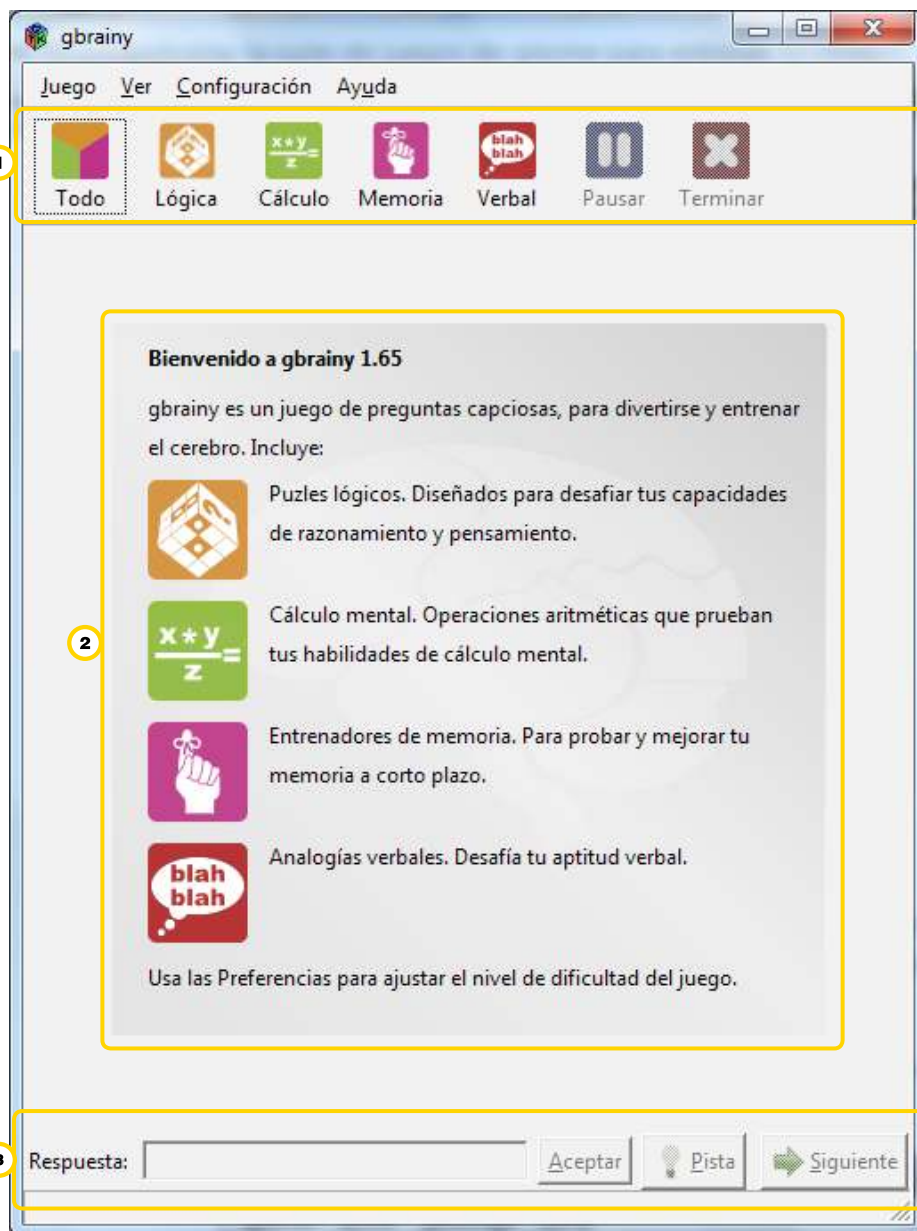 gbrainy
Juego Ver Configuración Ayuda
1
x*y
z =
blah
blah
Todo Lógica Cálculo Memoria Verbal Pausar Terminar
Bienvenido a gbrainy 1.65
gbrainy es un juego de preguntas capciosas, para divertirse y entrenar
el cerebro. Incluye:
Puzles lógicos. Diseñados para desafiar tus capacidades
de razonamiento y pensamiento.
2
x*y
z =
Cálculo mental. Operaciones aritméticas que prueban
tus habilidades de cálculo mental.
Entrenadores de memoria. Para probar y mejorar tu
memoria a corto plazo.
blah
blah
Analogías verbales. Desafía tu aptitud verbal.
Usa las Preferencias para ajustar el nivel de dificultad del juego.
3
Respuesta: Aceptar Pista Siguiente